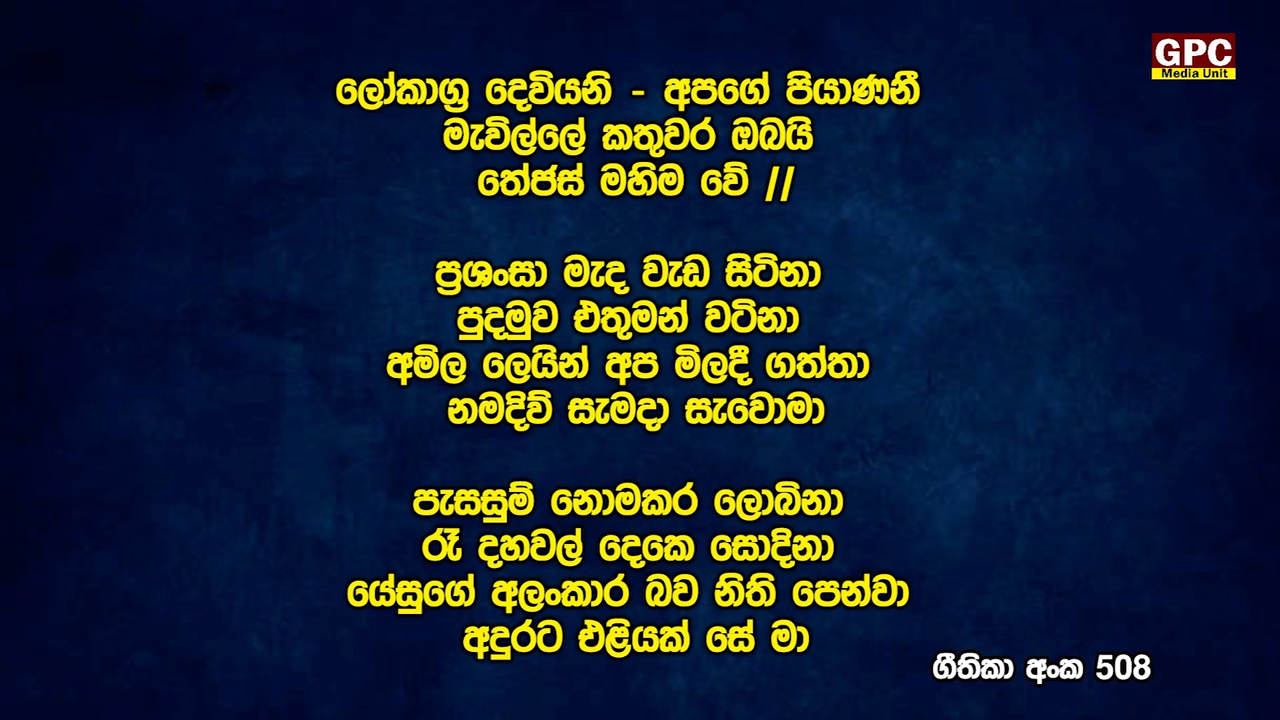 GPC
Media Unit
ලෝකාග්‍ර දෙවියනි - අපගේ පියාණනී
මැවිල්ලේ කතුවර ඔබයි
තේජස් මහිම වේ //
ප්‍රශංසා මැද වැඩ සිටිනා
පුදමුව එතුමන් වටිනා
අමිල ලෙයින් අප මිලදී ගත්තා
නමදිව් සැමදා සැවොමා
පැසසුම් නොමකර ලොබිනා
රෑ දහවල් දෙකෙ සොදිනා
යේසුගේ අලංකාර බව නිති පෙන්වා
අදුරට එළියක් සේ මා
ගීතිකා අංක 508